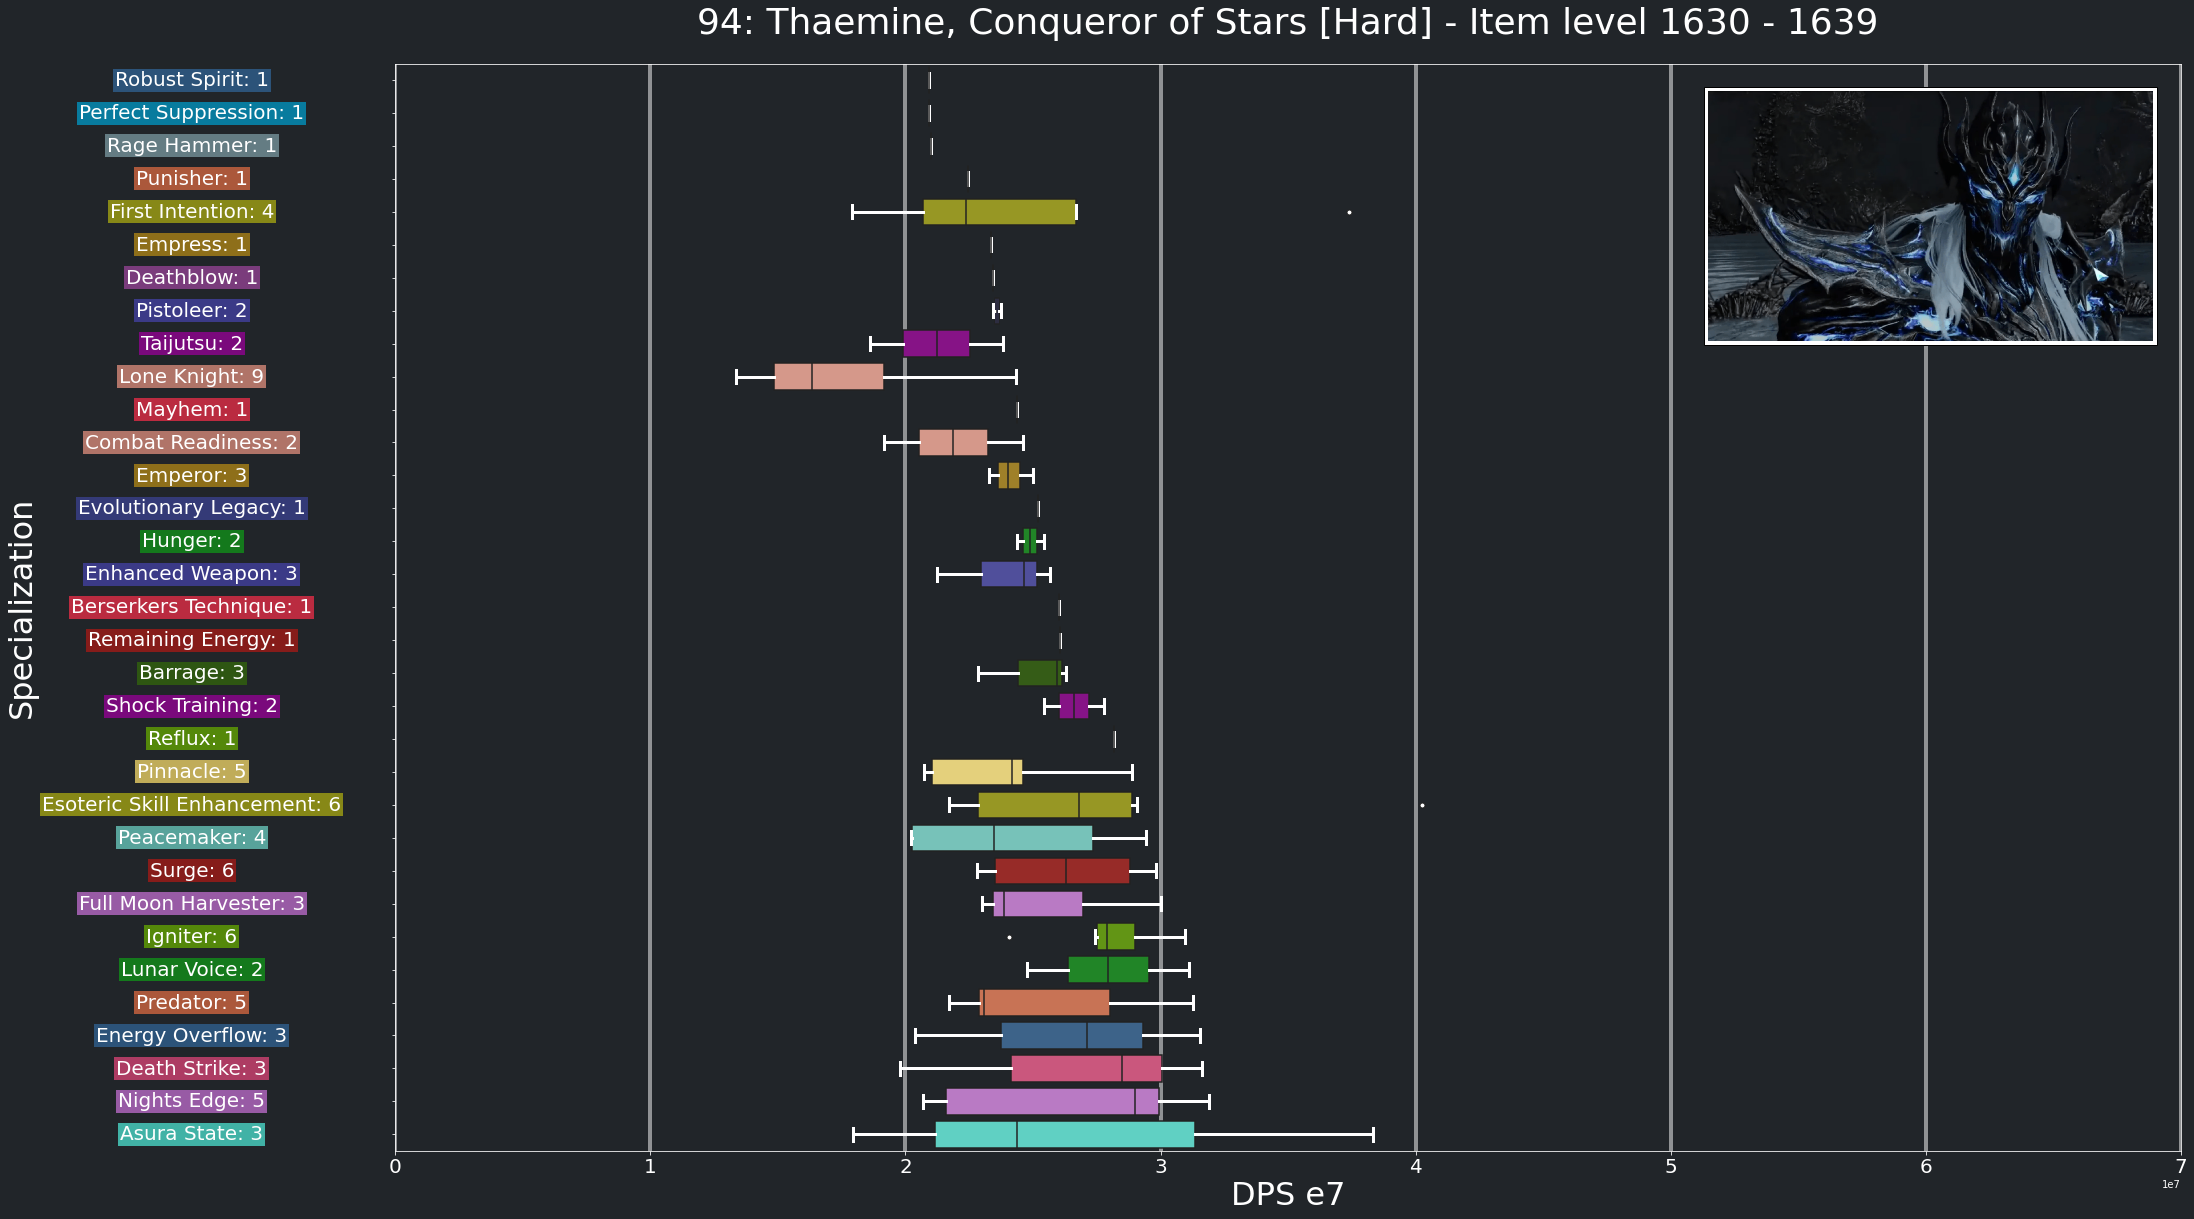 94: Thaemine, Conqueror of Stars [Hard] - Item level 1630 - 1639
Specialization
Robust Spirit: 1
Perfect Suppression: 1
Rage Hammer: 1
Punisher: 1
First Intention: 4
Empress: 1
Deathblow: 1
Pistoleer: 2
Taijutsu: 2
Lone Knight: 9
Mayhem: 1
Combat Readiness: 2
Emperor: 3
Evolutionary Legacy: 1
Hunger: 2
Enhanced Weapon: 3
Berserkers Technique: 1
Remaining Energy: 1
Barrage: 3
Shock Training: 2
Reflux: 1
Pinnacle: 5
Esoteric Skill Enhancement: 6
Peacemaker: 4
Surge: 6
Full Moon Harvester: 3
Igniter: 6
Lunar Voice: 2
Predator: 5
Energy Overflow: 3
Death Strike: 3
Nights Edge: 5
Asura State: 3
0 1 2 3 4 5 6 7
1e7
DPS e7